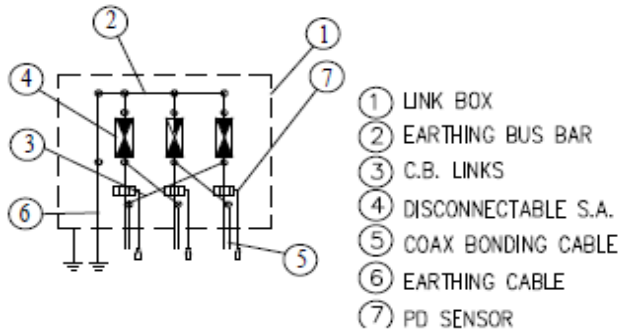 2
1
4
7
3
6
5
1 LINK BOX
2 EARTHING BUS BAR
3 C.B. LINKS
4 DISCONNECTABLE S.A.
5 COAX BONDING CABLE
6 EARTHING CABLE
7 PD SENSOR